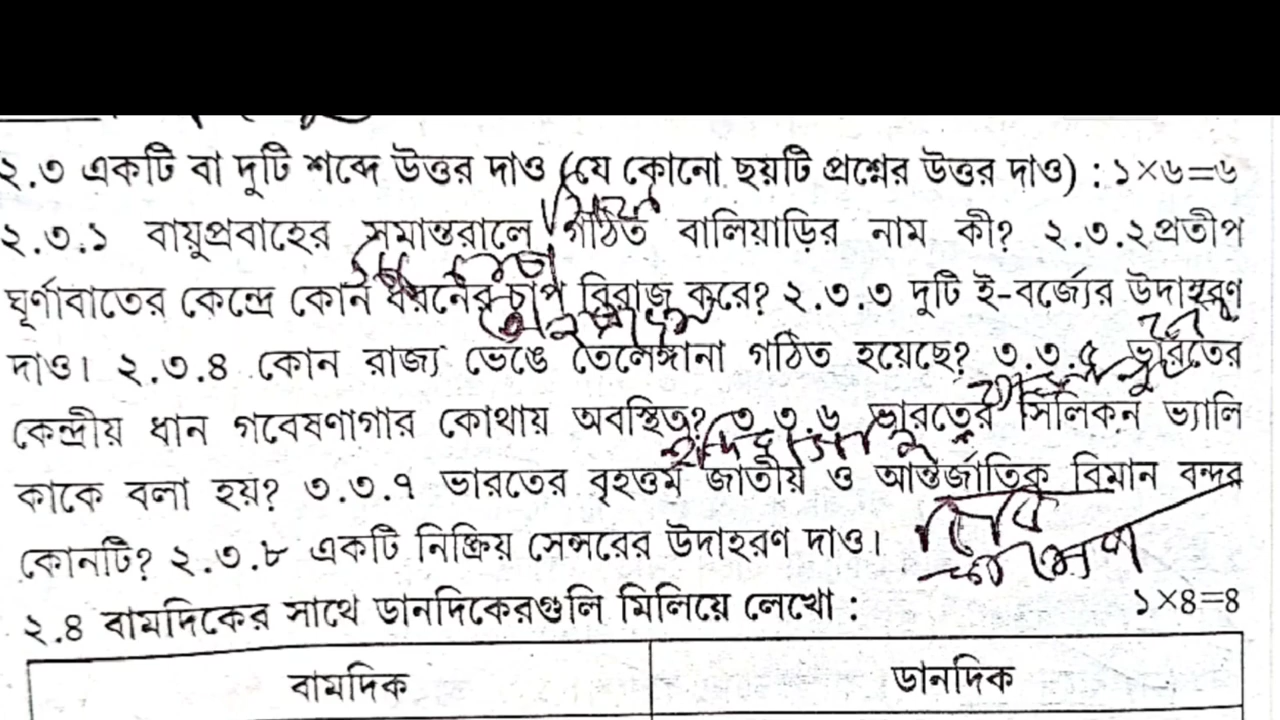 ২.৩ একটি বা দুটি শব্দে উত্তর দাও (যে কোনো ছয়টি প্রশ্নের উত্তর দাও) : ১×৬=৬
২.৩.১ বায়ুপ্রবাহের সমান্তরালে গঠিত বালিয়াড়ির নাম কী? ২.৩.২প্রতীপ
ঘূর্ণাবাতের কেন্দ্রে কোন ধরনের চাপ বিরাজ করে? ২.৩.৩ দুটি ই-বর্জ্যের উদাহরণ
দাও। ২.৩.৪ কোন রাজ্য ভেঙে তেলেঙ্গানা গঠিত হয়েছে? ৩.৩.৫ ভারতের
কেন্দ্রীয় ধান গবেষণাগার কোথায় অবস্থিত? ৩.৩.৬ ভারতের সিলিকন ভ্যালি
কাকে বলা হয়? ৩.৩.৭ ভারতের বৃহত্তম জাতীয় ও আন্তর্জাতিক বিমান বন্দর
কোনটি? ২.৩.৮ একটি নিষ্ক্রিয় সেন্সরের উদাহরণ দাও।
২.৪ বামদিকের সাথে ডানদিকেরগুলি মিলিয়ে লেখো : ১×৪=৪
বামদিক ডানদিক